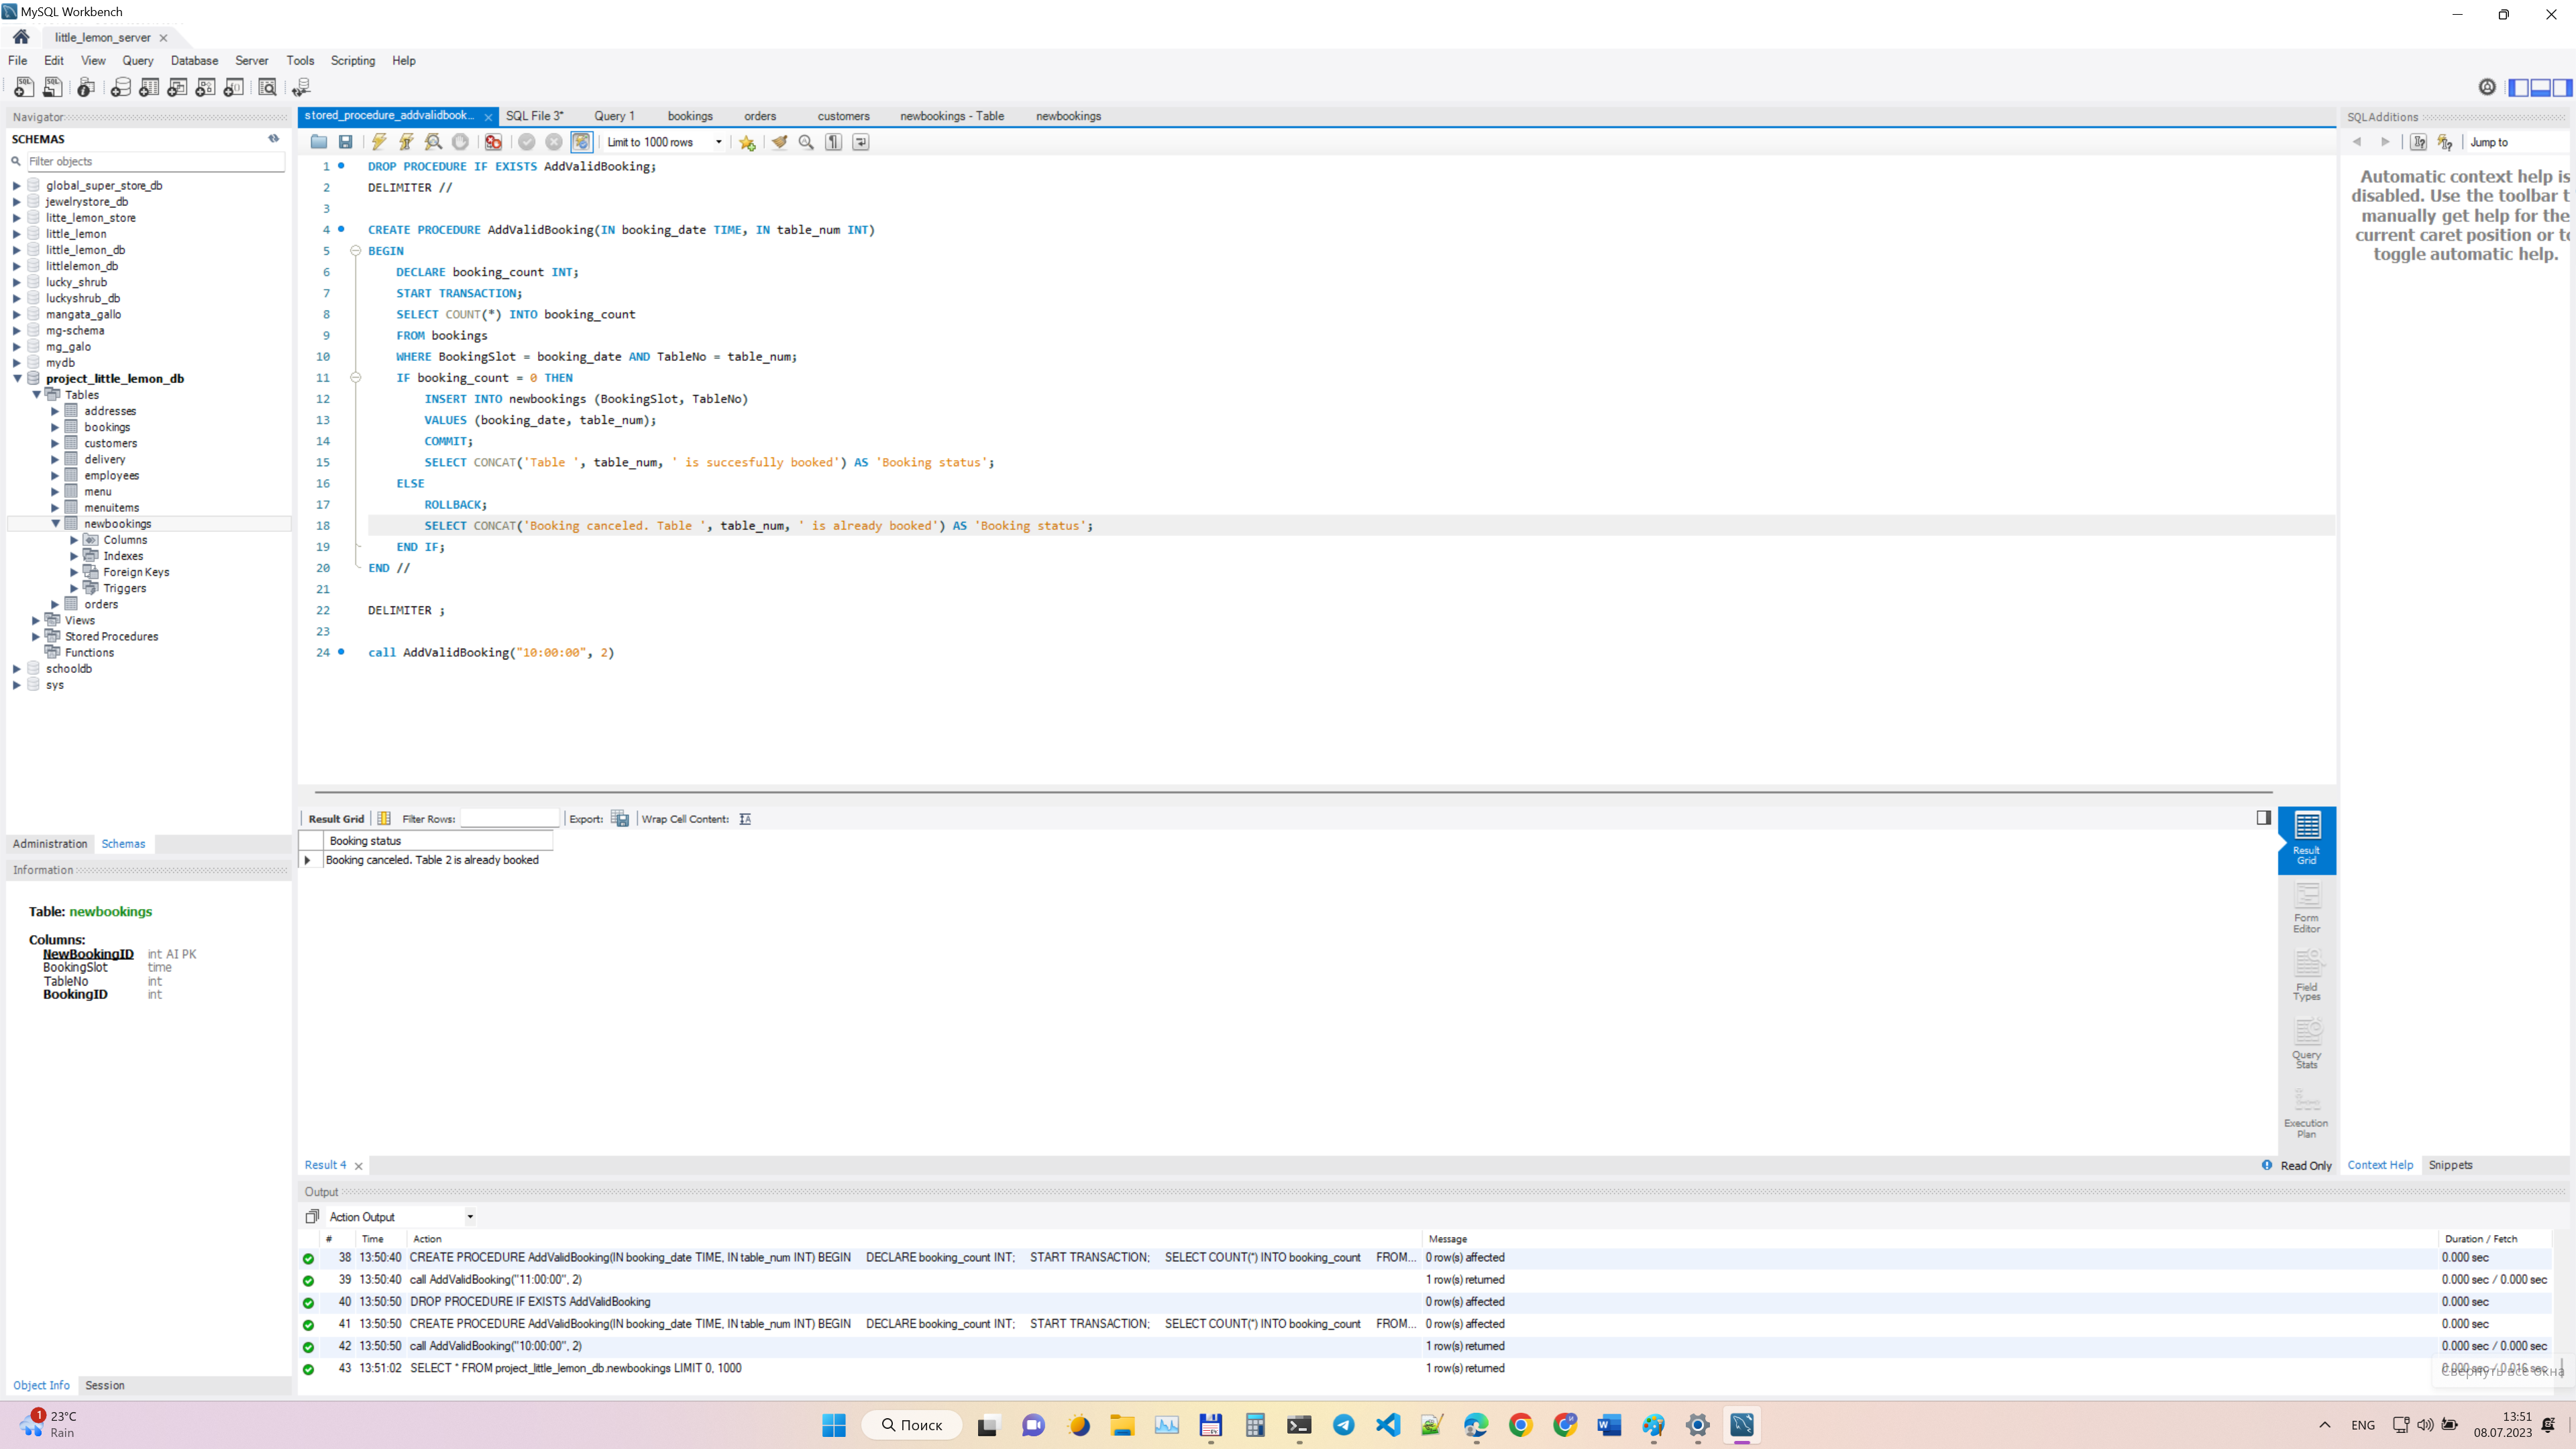 MySQL Workbench
little_lemon_server
File Edit View Query Database Server Tools Scripting Help
Navigator
SCHEMAS
Filter objects
global_super_store_db
jewelrystore_db
litte_lemon_store
little_lemon
little_lemon_db
littlelemon_db
lucky_shrub
luckyshrub_db
mangata_gallo
mg-schema
mg_galo
mydb
project_little_lemon_db
Tables
addresses
bookings
customers
delivery
employees
menu
menuitems
newbookings
Columns
Indexes
Foreign Keys
Triggers
orders
Views
Stored Procedures
Functions
schooldb
sys
Administration Schemas
Information
Table: newbookings
Columns:
NewBookingID int AI PK
BookingSlot time
TableNo int
BookingID int
Object Info Session
stored_procedure_addvalidbook... SQL File 3* Query 1 bookings orders customers newbookings - Table newbookings
Limit to 1000 rows
1 DROP PROCEDURE IF EXISTS AddValidBooking;
2 DELIMITER //
3
4 CREATE PROCEDURE AddValidBooking(IN booking_date TIME, IN table_num INT)
5 BEGIN
6 DECLARE booking_count INT;
7 START TRANSACTION;
8 SELECT COUNT(*) INTO booking_count
9 FROM bookings
10 WHERE BookingSlot = booking_date AND TableNo = table_num;
11 IF booking_count = 0 THEN
12 INSERT INTO newbookings (BookingSlot, TableNo)
13 VALUES (booking_date, table_num);
14 COMMIT;
15 SELECT CONCAT('Table ', table_num, ' is succesfully booked') AS 'Booking status';
16 ELSE
17 ROLLBACK;
18 SELECT CONCAT('Booking canceled. Table ', table_num, ' is already booked') AS 'Booking status';
19 END IF;
20 END //
21
22 DELIMITER ;
23
24 call AddValidBooking("10:00:00", 2)
Result Grid Filter Rows: Export: Wrap Cell Content:
Booking status
Booking canceled. Table 2 is already booked
Result Grid
Form Editor
Field Types
Query Stats
Execution Plan
Result 4
Read Only
SQLAdditions
Jump to
Automatic context help is
disabled. Use the toolbar t
manually get help for the
current caret position or to
toggle automatic help.
Context Help Snippets
Output
Action Output
# Time Action Message Duration / Fetch
38 13:50:40 CREATE PROCEDURE AddValidBooking(IN booking_date TIME, IN table_num INT) BEGIN DECLARE booking_count INT; START TRANSACTION; SELECT COUNT(*) INTO booking_count FROM... 0 row(s) affected 0.000 sec
39 13:50:40 call AddValidBooking("11:00:00", 2) 1 row(s) returned 0.000 sec / 0.000 sec
40 13:50:50 DROP PROCEDURE IF EXISTS AddValidBooking 0 row(s) affected 0.000 sec
41 13:50:50 CREATE PROCEDURE AddValidBooking(IN booking_date TIME, IN table_num INT) BEGIN DECLARE booking_count INT; START TRANSACTION; SELECT COUNT(*) INTO booking_count FROM... 0 row(s) affected 0.000 sec
42 13:50:50 call AddValidBooking("10:00:00", 2) 1 row(s) returned 0.000 sec / 0.000 sec
43 13:51:02 SELECT * FROM project_little_lemon_db.newbookings LIMIT 0, 1000 1 row(s) returned 0.000 sec / 0.016 sec
Свернуть все окна
1 23°C
Rain
Поиск
ENG
13:51
08.07.2023